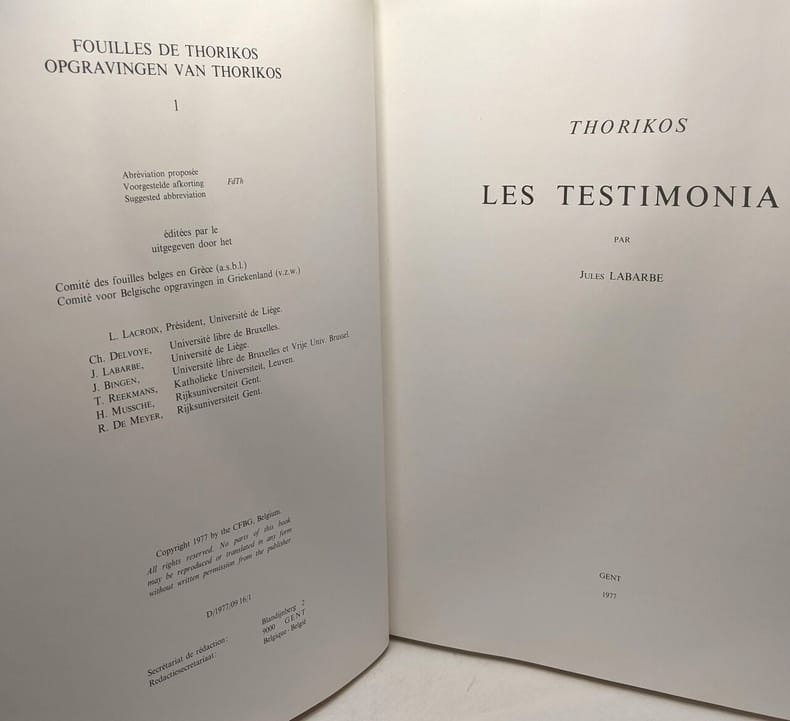 FOUILLES DE THORIKOS
OPGRAVINGEN VAN THORIKOS
1
Abréviation proposée
Voorgestelde afkorting FdTh
Suggested abbreviation
éditées par le
uitgegeven door het
Comité des fouilles belges en Grèce (a.s.b.l.)
Comité voor Belgische opgravingen in Griekenland (v.z.w.)
L. LACROIX, Président, Université de Liège.
Ch. DELVOYE, Université libre de Bruxelles.
J. LABARBE, Université de Liège.
J. BINGEN, Université libre de Bruxelles et Vrije Univ. Brussel.
T. REEKMANS, Katholieke Universiteit, Leuven.
H. MUSSCHE, Rijksuniversiteit Gent.
R. DE MEYER, Rijksuniversiteit Gent.
Copyright 1977 by the CFBG, Belgium.
All rights reserved. No parts of this book
may be reproduced or translated in any form
without written permission from the publisher.
D/1977/0916/1
Secrétariat de rédaction: Blandijnberg 2
Redactiesecretariaat: 9000 GENT
Belgique - België
THORIKOS
LES TESTIMONIA
PAR
JULES LABARBE
GENT
1977